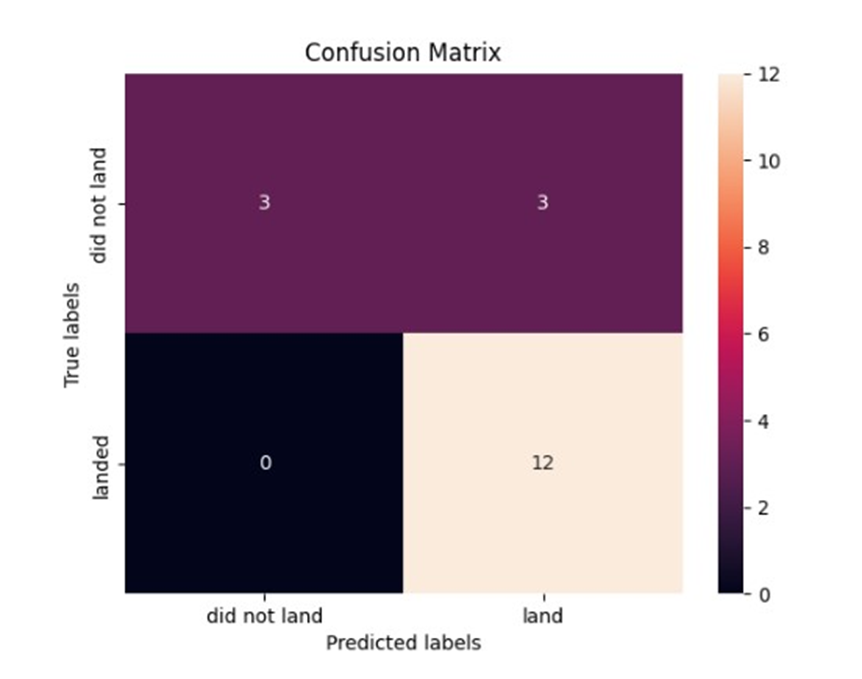 Confusion Matrix
True labels
did not land
3
3
landed
0
12
did not land
land
Predicted labels
12
10
8
6
4
2
0